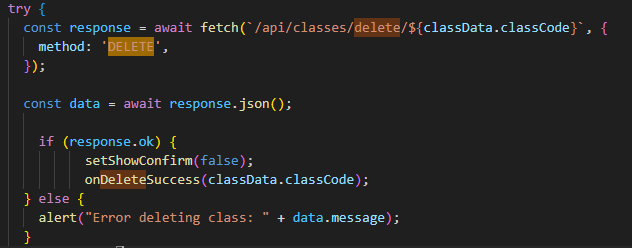 try {
const response = await fetch(`/api/classes/delete/${classData.classCode}`, {
method: 'DELETE',
});
const data = await response.json();
if (response.ok) {
setShowConfirm(false);
onDeleteSuccess(classData.classCode);
} else {
alert("Error deleting class: " + data.message);
}